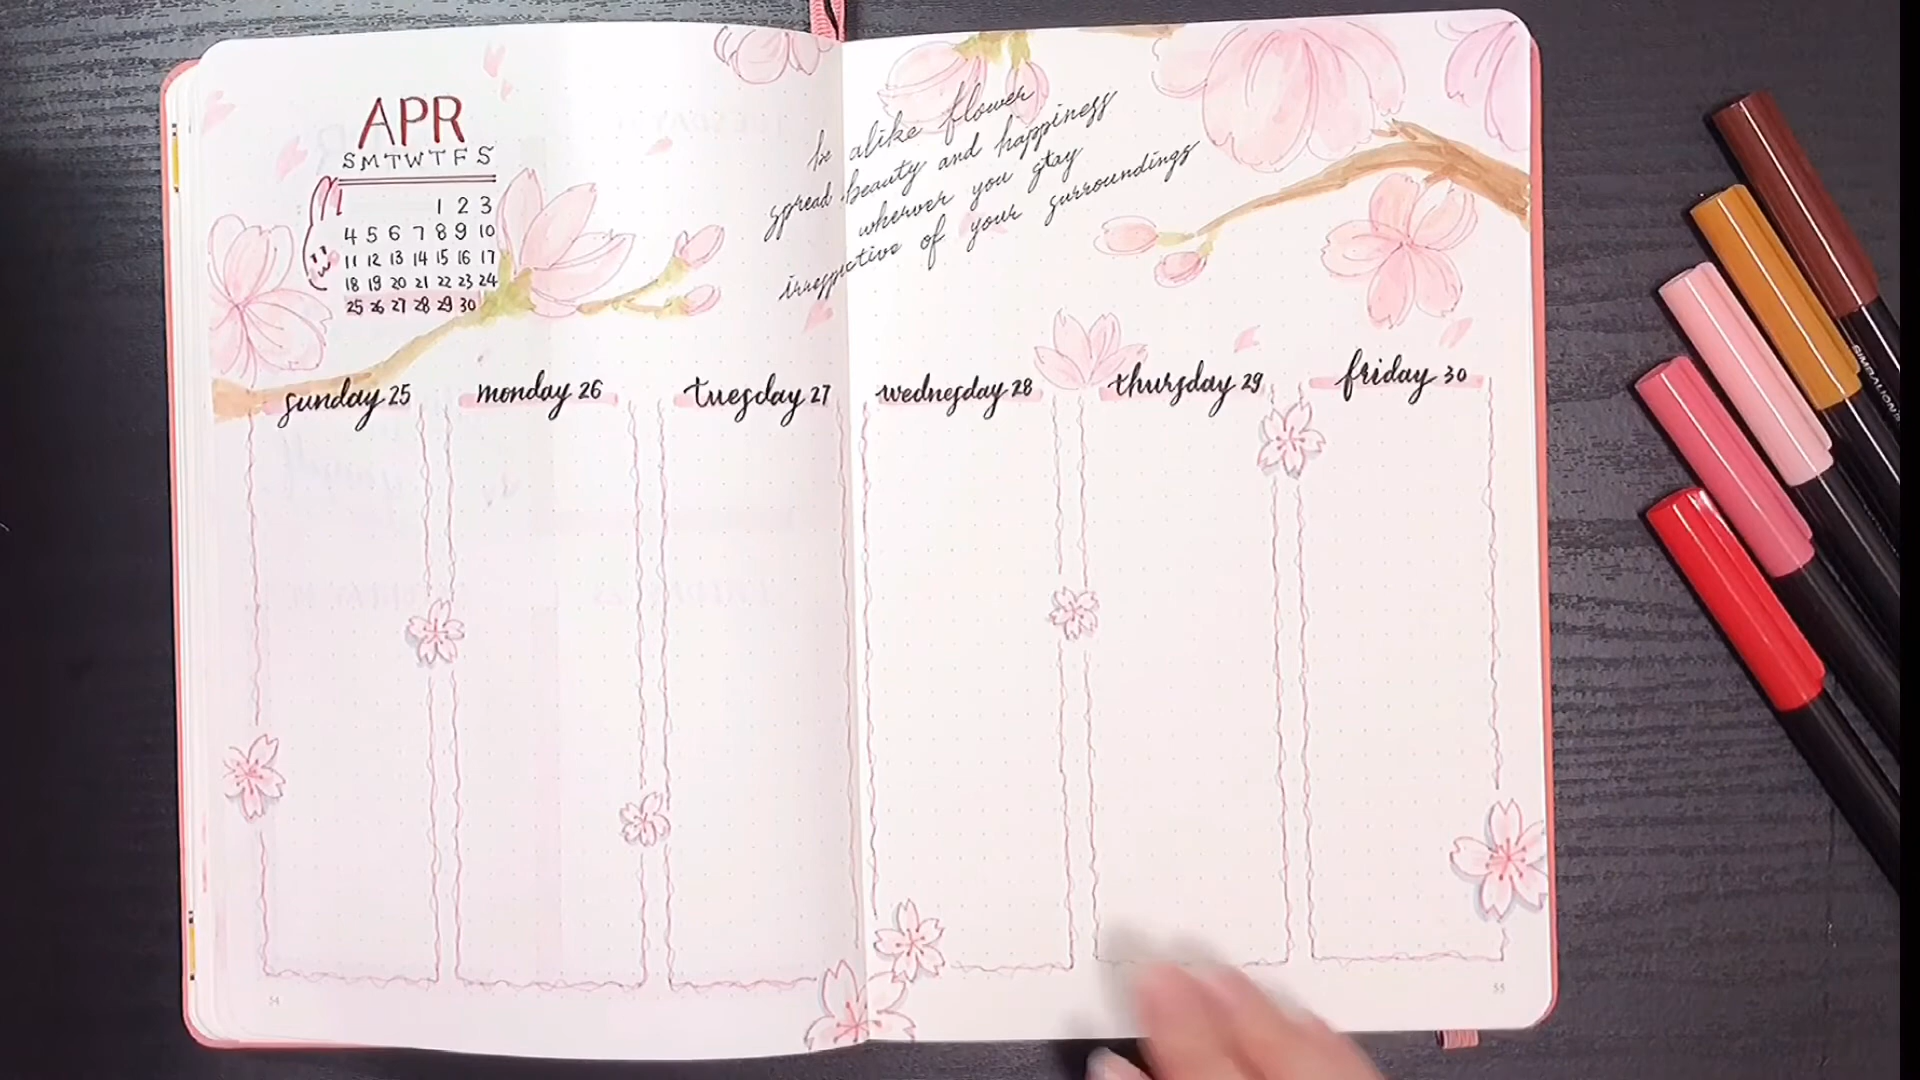 APR
S M T W T F S
1 2 3
4 5 6 7 8 9 10
11 12 13 14 15 16 17
18 19 20 21 22 23 24
25 26 27 28 29 30
be alike flower
spread beauty and happiness
wherever you stay
irrespective of your surroundings
sunday 25
monday 26
tuesday 27
wednesday 28
thursday 29
friday 30
54
55